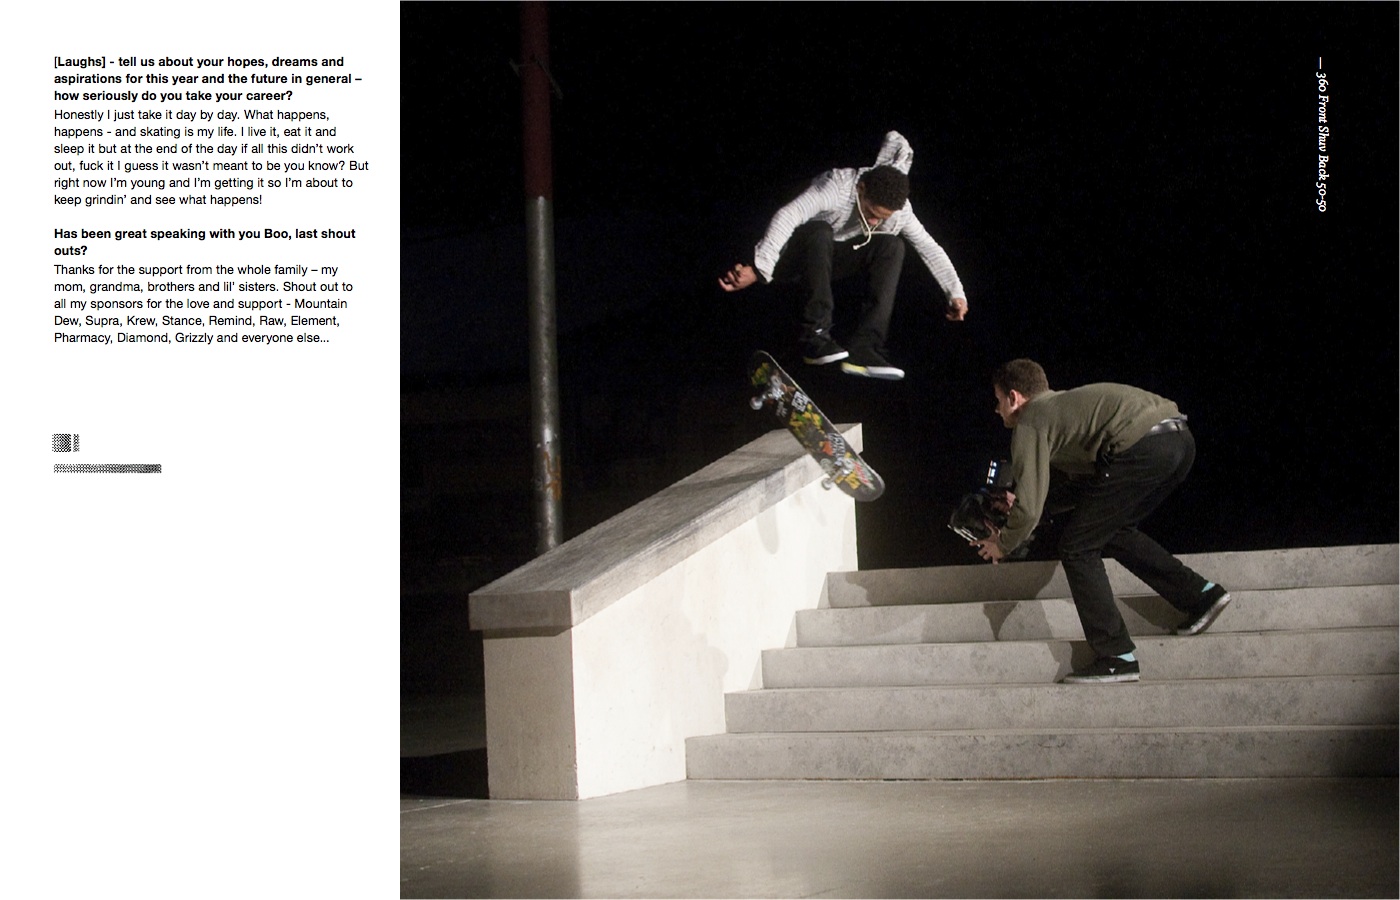 [Laughs] - tell us about your hopes, dreams and
aspirations for this year and the future in general –
how seriously do you take your career?
Honestly I just take it day by day. What happens,
happens - and skating is my life. I live it, eat it and
sleep it but at the end of the day if all this didn't work
out, fuck it I guess it wasn't meant to be you know? But
right now I'm young and I'm getting it so I'm about to
keep grindin' and see what happens!
Has been great speaking with you Boo, last shout
outs?
Thanks for the support from the whole family – my
mom, grandma, brothers and lil' sisters. Shout out to
all my sponsors for the love and support - Mountain
Dew, Supra, Krew, Stance, Remind, Raw, Element,
Pharmacy, Diamond, Grizzly and everyone else...
— 360 Front Shuv Back 50-50